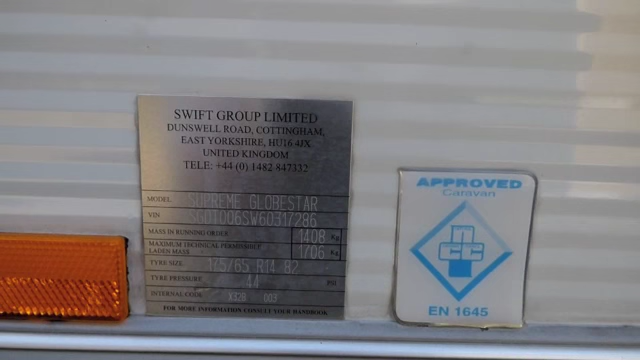 SWIFT GROUP LIMITED
DUNSWELL ROAD, COTTINGHAM,
EAST YORKSHIRE, HU16 4JX
UNITED KINGDOM
TELE: +44 (0) 1482 847332
MODEL SUPREME GLOBESTAR
VIN
MASS IN RUNNING ORDER 1408 KG
MAXIMUM TECHNICAL PERMISSIBLE
LADEN MASS 1706 KG
TYRE SIZE 175/65 R14 82
TYRE PRESSURE 44 PSI
INTERNAL CODE 003
FOR MORE INFORMATION CONSULT YOUR HANDBOOK
APPROVED
Caravan
EN 1645